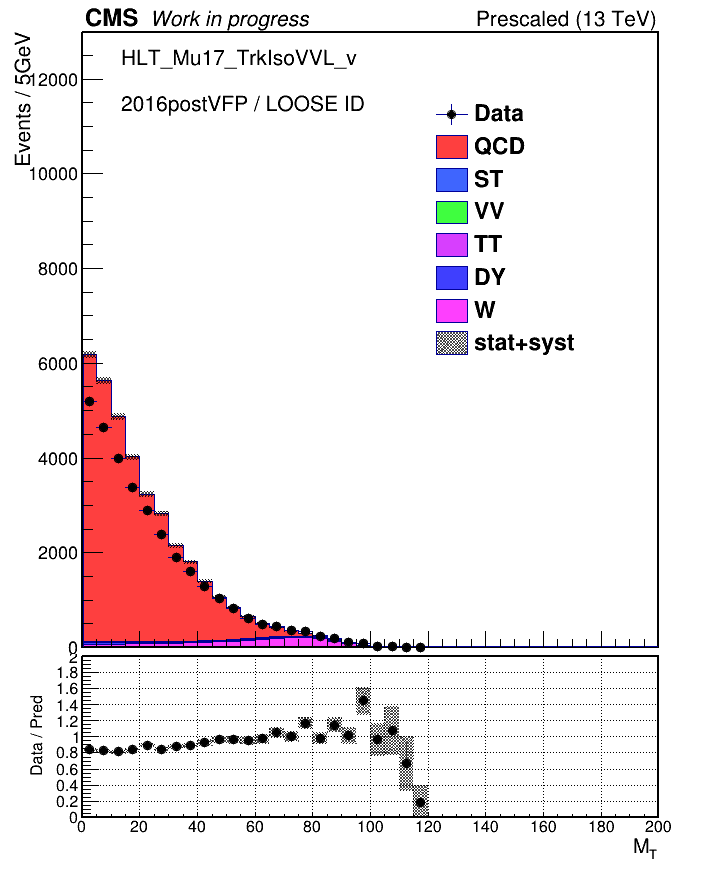 CMS Work in progress Prescaled (13 TeV)
Events / 5GeV
HLT_Mu17_TrkIsoVVL_v
2016postVFP / LOOSE ID
Data
QCD
ST
VV
TT
DY
W
stat+syst
12000
10000
8000
6000
4000
2000
0
Data / Pred
2
1.8
1.6
1.4
1.2
1
0.8
0.6
0.4
0.2
0
0 20 40 60 80 100 120 140 160 180 200
M_T